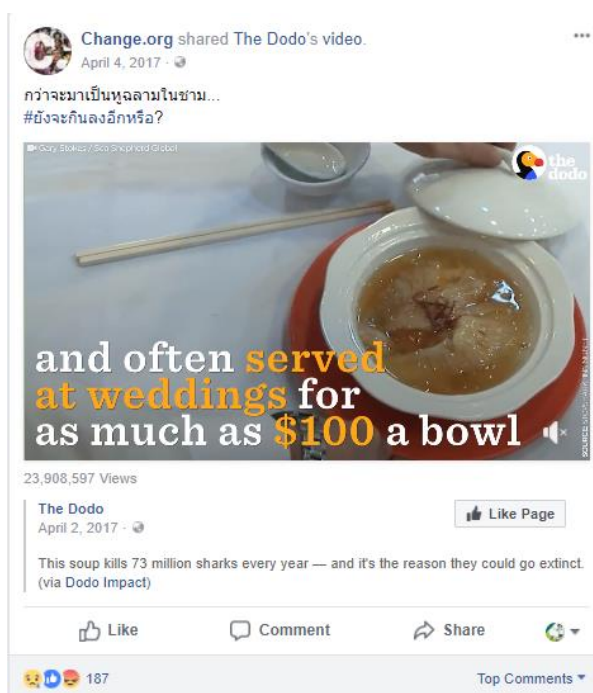 Change.org shared The Dodo's video.
April 4, 2017
กว่าจะมาเป็นหูฉลามในชาม...
#ยังจะกินลงอีกหรือ?
Gary Stokes / Sea Shepherd Global
the
dodo
and often served
at weddings for
as much as $100 a bowl
23,908,597 Views
The Dodo
April 2, 2017
Like Page
This soup kills 73 million sharks every year — and it's the reason they could go extinct.
(via Dodo Impact)
Like Comment Share
187 Top Comments